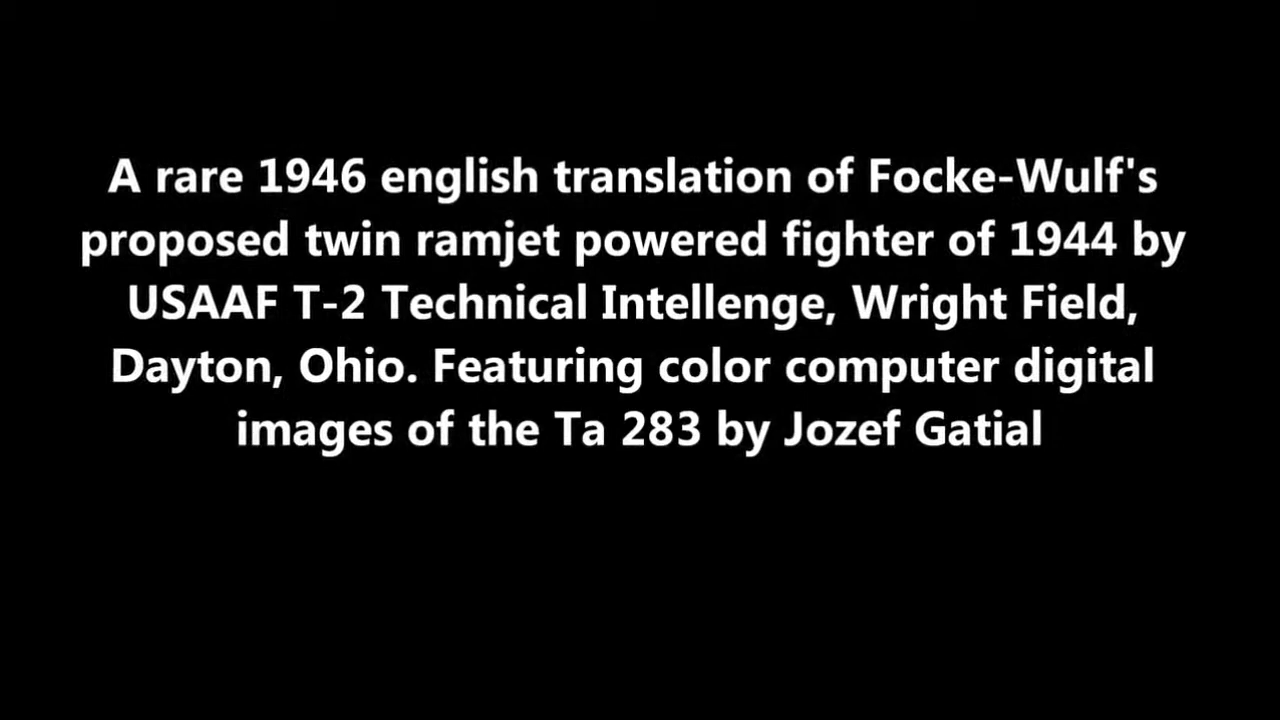 A rare 1946 english translation of Focke-Wulf's
proposed twin ramjet powered fighter of 1944 by
USAAF T-2 Technical Intellenge, Wright Field,
Dayton, Ohio. Featuring color computer digital
images of the Ta 283 by Jozef Gatial